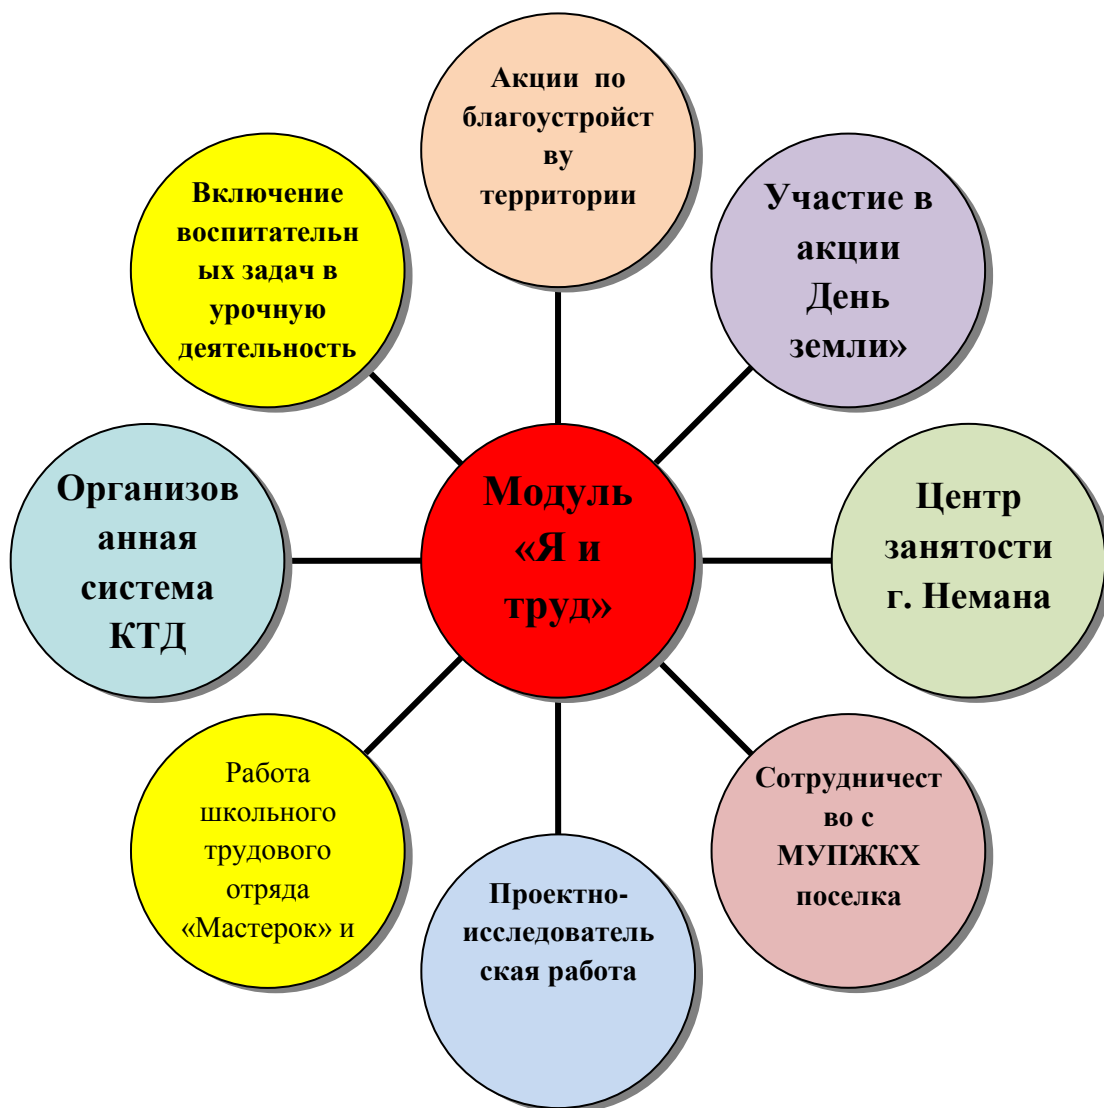 Акции по
благоустройст
ву
территории
Участие в
акции
День
земли»
Центр
занятости
г. Немана
Сотрудничест
во с
МУПЖКХ
поселка
Проектно-
исследователь
ская работа
Работа
школьного
трудового
отряда
«Мастерок» и
Организов
анная
система
КТД
Включение
воспитательн
ых задач в
урочную
деятельность
Модуль
«Я и
труд»